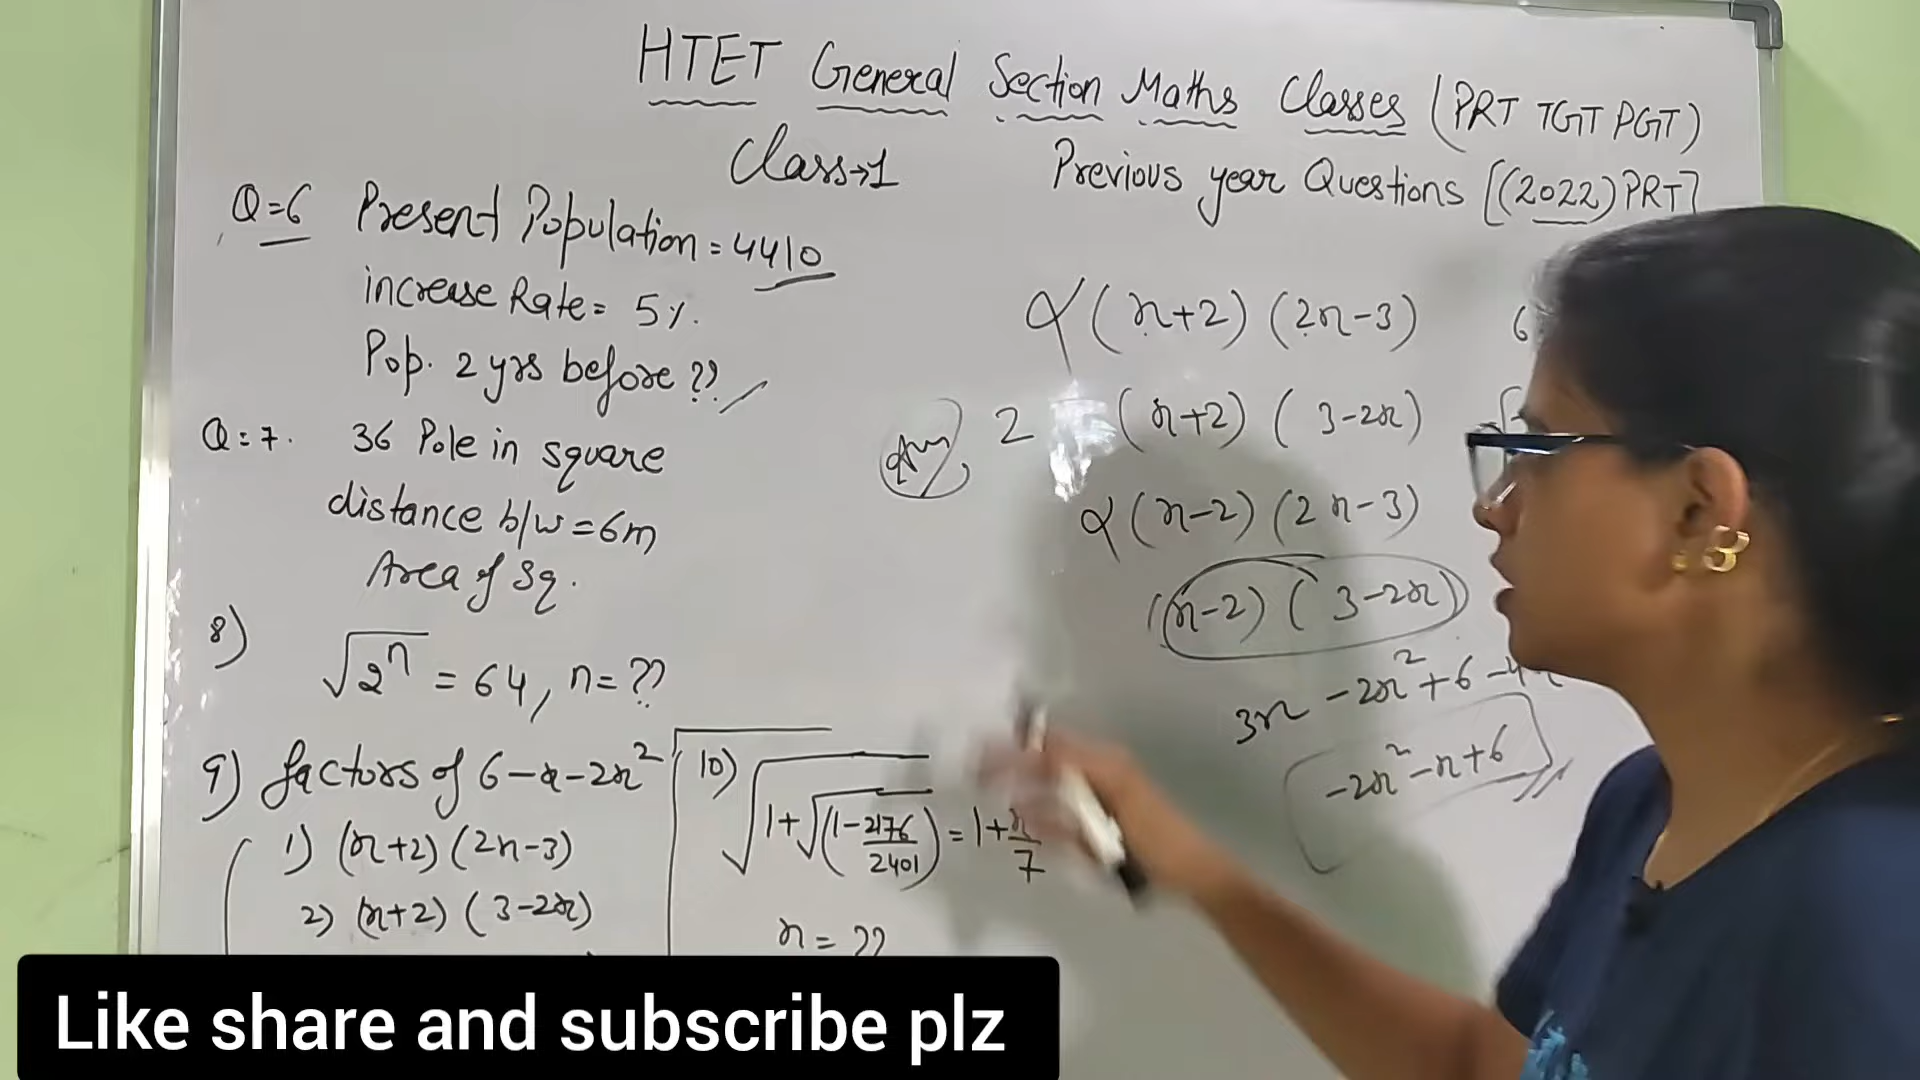 HTET General Section Maths Classes (PRT TGT PGT)
Class→1 Previous year Questions [(2022) PRT]
Q=6 Present Population = 4410
increase Rate = 5%.
Pop. 2 yrs before ??
Q=7. 36 Pole in square
distance b/w = 6m
Area of Sq.
8) √2ⁿ = 64, n=??
9) factors of 6-x-2x²
1) (x+2) (2x-3)
2) (x+2) (3-2x)
10) √(1+√(1-2176/2401)) = 1+x/7
x = ??
(x+2) (2x-3) 6
Ans, 2 (x+2) (3-2x)
(x-2) (2x-3)
(x-2) (3-2x)
3x -2x²+6-4
-2x²-x+6
Like share and subscribe plz